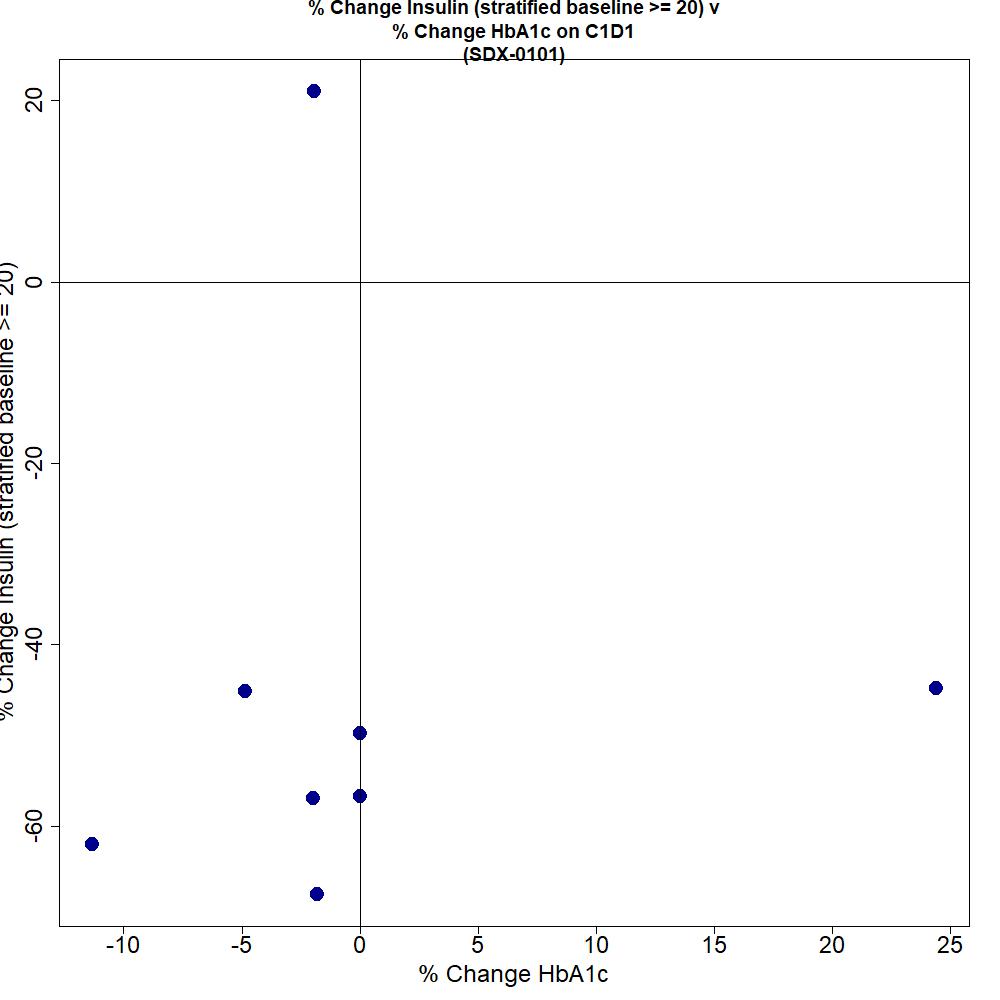 % Change Insulin (stratified baseline >= 20) v
% Change HbA1c on C1D1
(SDX-0101)
% Change Insulin (stratified baseline >= 20)
20
0
-20
-40
-60
-10 -5 0 5 10 15 20 25
% Change HbA1c